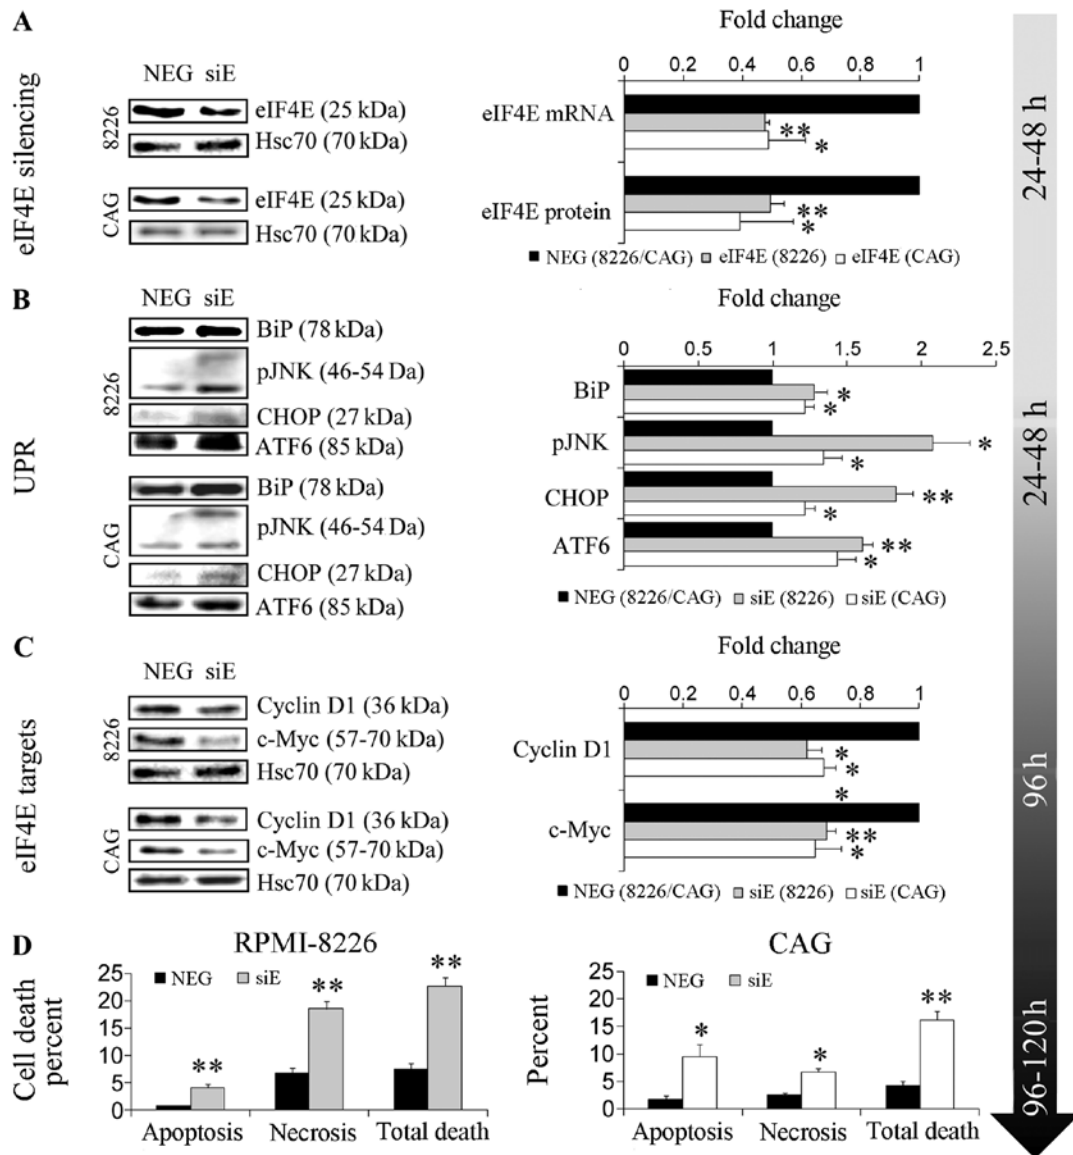 A
eIF4E silencing
NEG siE
8226
eIF4E (25 kDa)
Hsc70 (70 kDa)
CAG
eIF4E (25 kDa)
Hsc70 (70 kDa)
Fold change
0 0.2 0.4 0.6 0.8 1
eIF4E mRNA
**
*
eIF4E protein
**
*
NEG (8226/CAG) eIF4E (8226) eIF4E (CAG)
24-48 h
B
UPR
NEG siE
8226
BiP (78 kDa)
pJNK (46-54 Da)
CHOP (27 kDa)
ATF6 (85 kDa)
CAG
BiP (78 kDa)
pJNK (46-54 Da)
CHOP (27 kDa)
ATF6 (85 kDa)
Fold change
0 0.5 1 1.5 2 2.5
BiP
*
*
pJNK
*
*
CHOP
**
*
ATF6
**
*
NEG (8226/CAG) siE (8226) siE (CAG)
24-48 h
C
eIF4E targets
NEG siE
8226
Cyclin D1 (36 kDa)
c-Myc (57-70 kDa)
Hsc70 (70 kDa)
CAG
Cyclin D1 (36 kDa)
c-Myc (57-70 kDa)
Hsc70 (70 kDa)
Fold change
0 0.2 0.4 0.6 0.8 1
Cyclin D1
*
*
*
c-Myc
**
*
NEG (8226/CAG) siE (8226) siE (CAG)
96 h
D
RPMI-8226
Cell death
percent
NEG siE
25
20
15
10
5
0
**
**
**
Apoptosis Necrosis Total death
CAG
Percent
NEG siE
25
20
15
10
5
0
*
*
**
Apoptosis Necrosis Total death
96-120 h